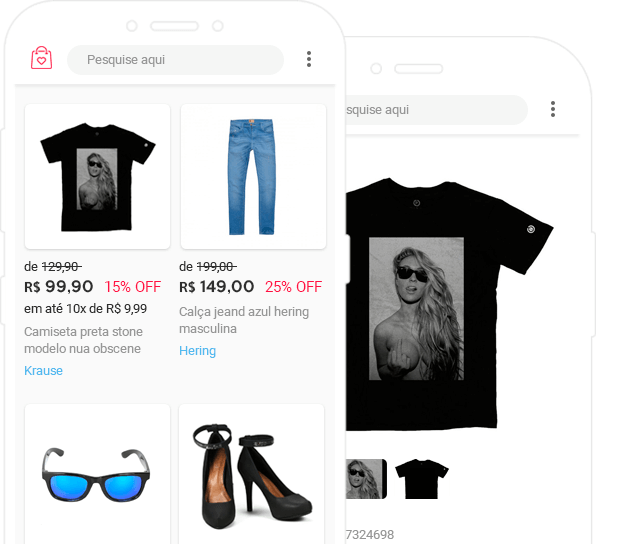 Pesquise aqui
de 129,90
R$ 99,90 15% OFF
em até 10x de R$ 9,99
Camiseta preta stone
modelo nua obscene
Krause
de 199,00
R$ 149,00 25% OFF
Calça jeand azul hering
masculina
Hering
squise aqui
7324698